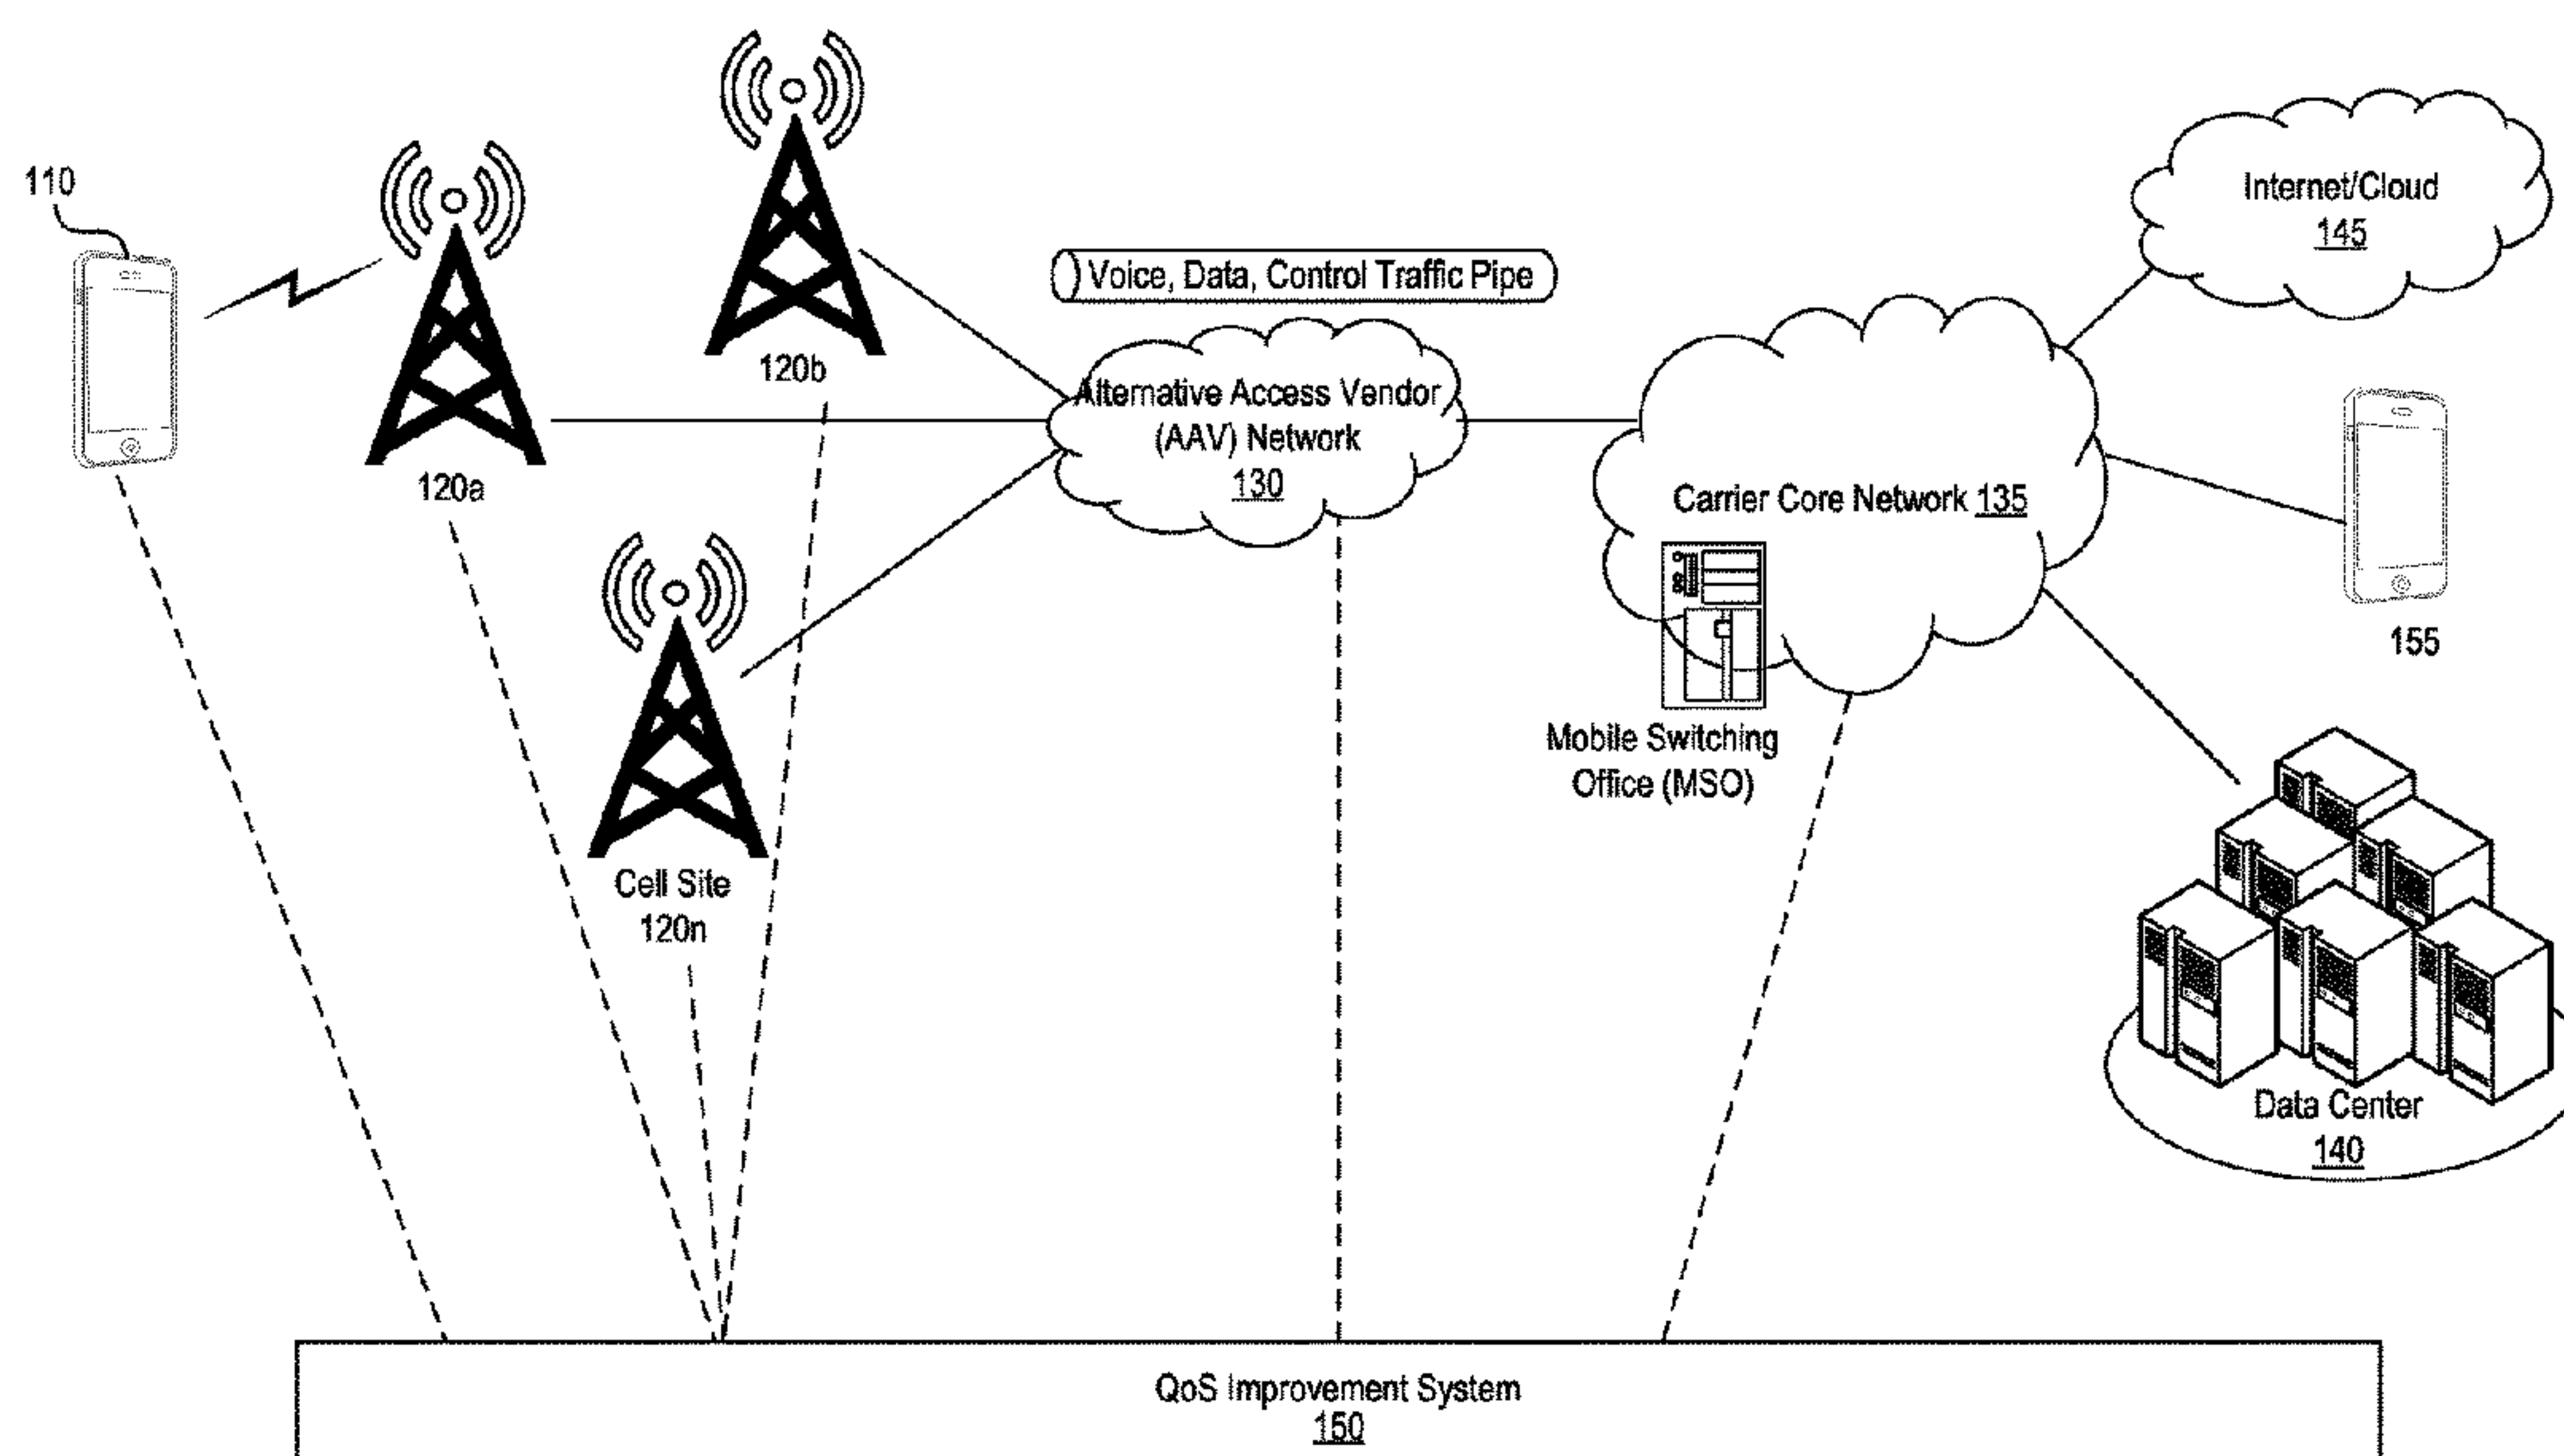 110
120a
120b
Cell Site
120n
Voice, Data, Control Traffic Pipe
Alternative Access Vendor
(AAV) Network
130
Carrier Core Network 135
Mobile Switching
Office (MSO)
Internet/Cloud
145
155
Data Center
140
QoS Improvement System
150